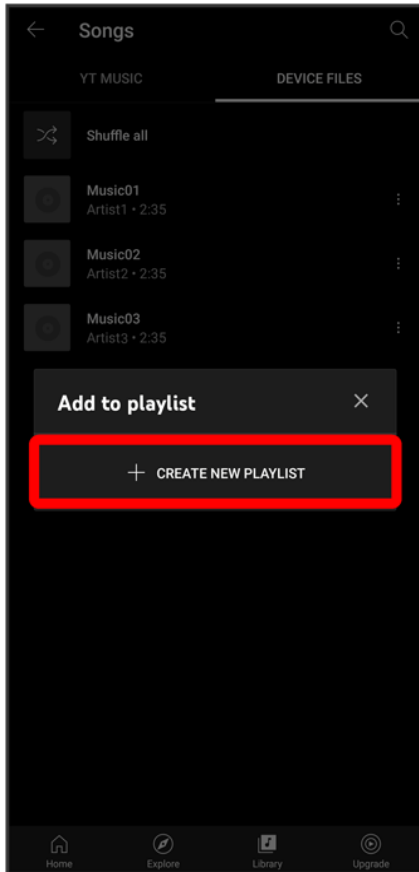 Songs
YT MUSIC DEVICE FILES
Shuffle all
Music01
Artist1 • 2:35
Music02
Artist2 • 2:35
Music03
Artist3 • 2:35
Add to playlist
CREATE NEW PLAYLIST
Home Explore Library Upgrade